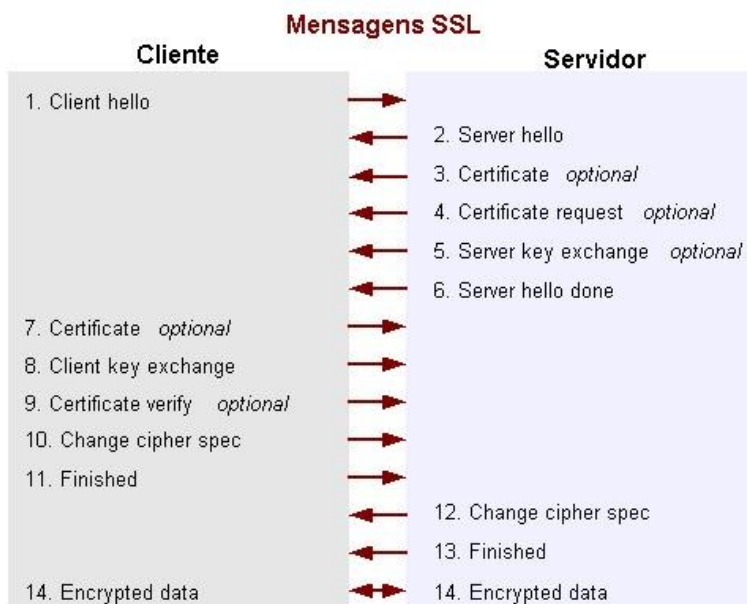 Mensagens SSL
Cliente
Servidor
1. Client hello
2. Server hello
3. Certificate optional
4. Certificate request optional
5. Server key exchange optional
6. Server hello done
7. Certificate optional
8. Client key exchange
9. Certificate verify optional
10. Change cipher spec
11. Finished
12. Change cipher spec
13. Finished
14. Encrypted data
14. Encrypted data